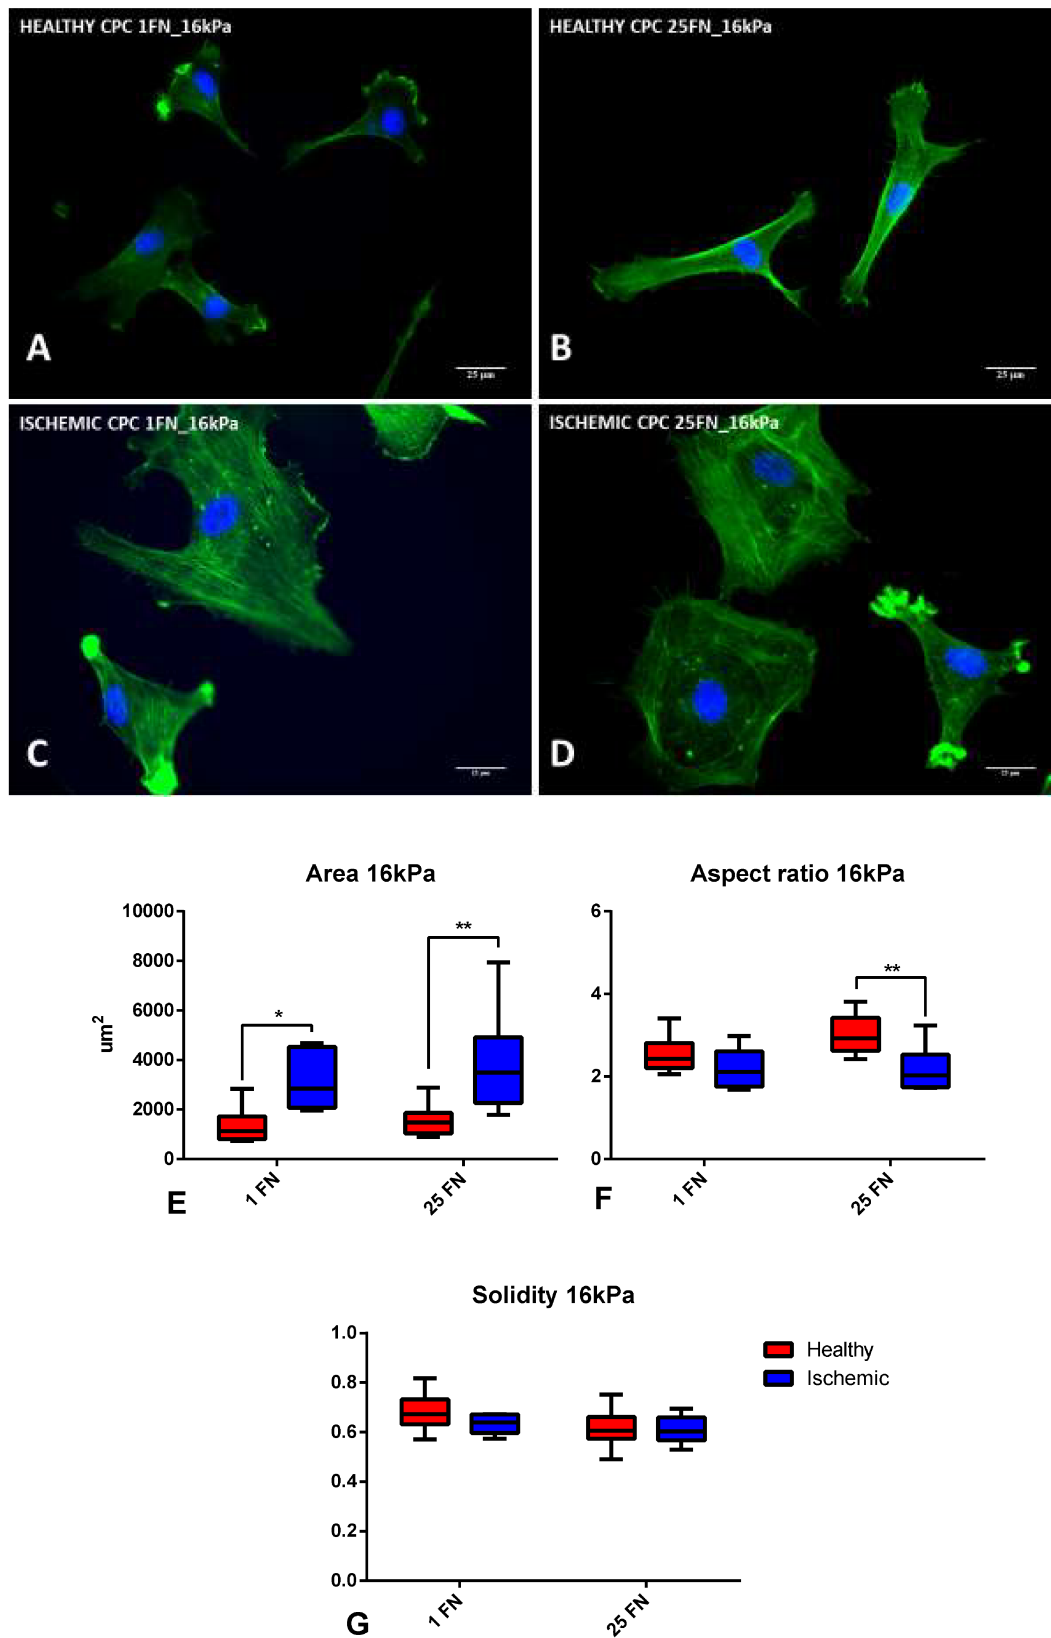 HEALTHY CPC 1FN_16kPa
A
25 µm
HEALTHY CPC 25FN_16kPa
B
25 µm
ISCHEMIC CPC 1FN_16kPa
C
ISCHEMIC CPC 25FN_16kPa
D
Area 16kPa
10000
8000
6000
4000
2000
0
um²
*
**
1 FN
25 FN
E
Aspect ratio 16kPa
6
4
2
0
**
1 FN
25 FN
F
Solidity 16kPa
1.0
0.8
0.6
0.4
0.2
0.0
1 FN
25 FN
G
Healthy
Ischemic